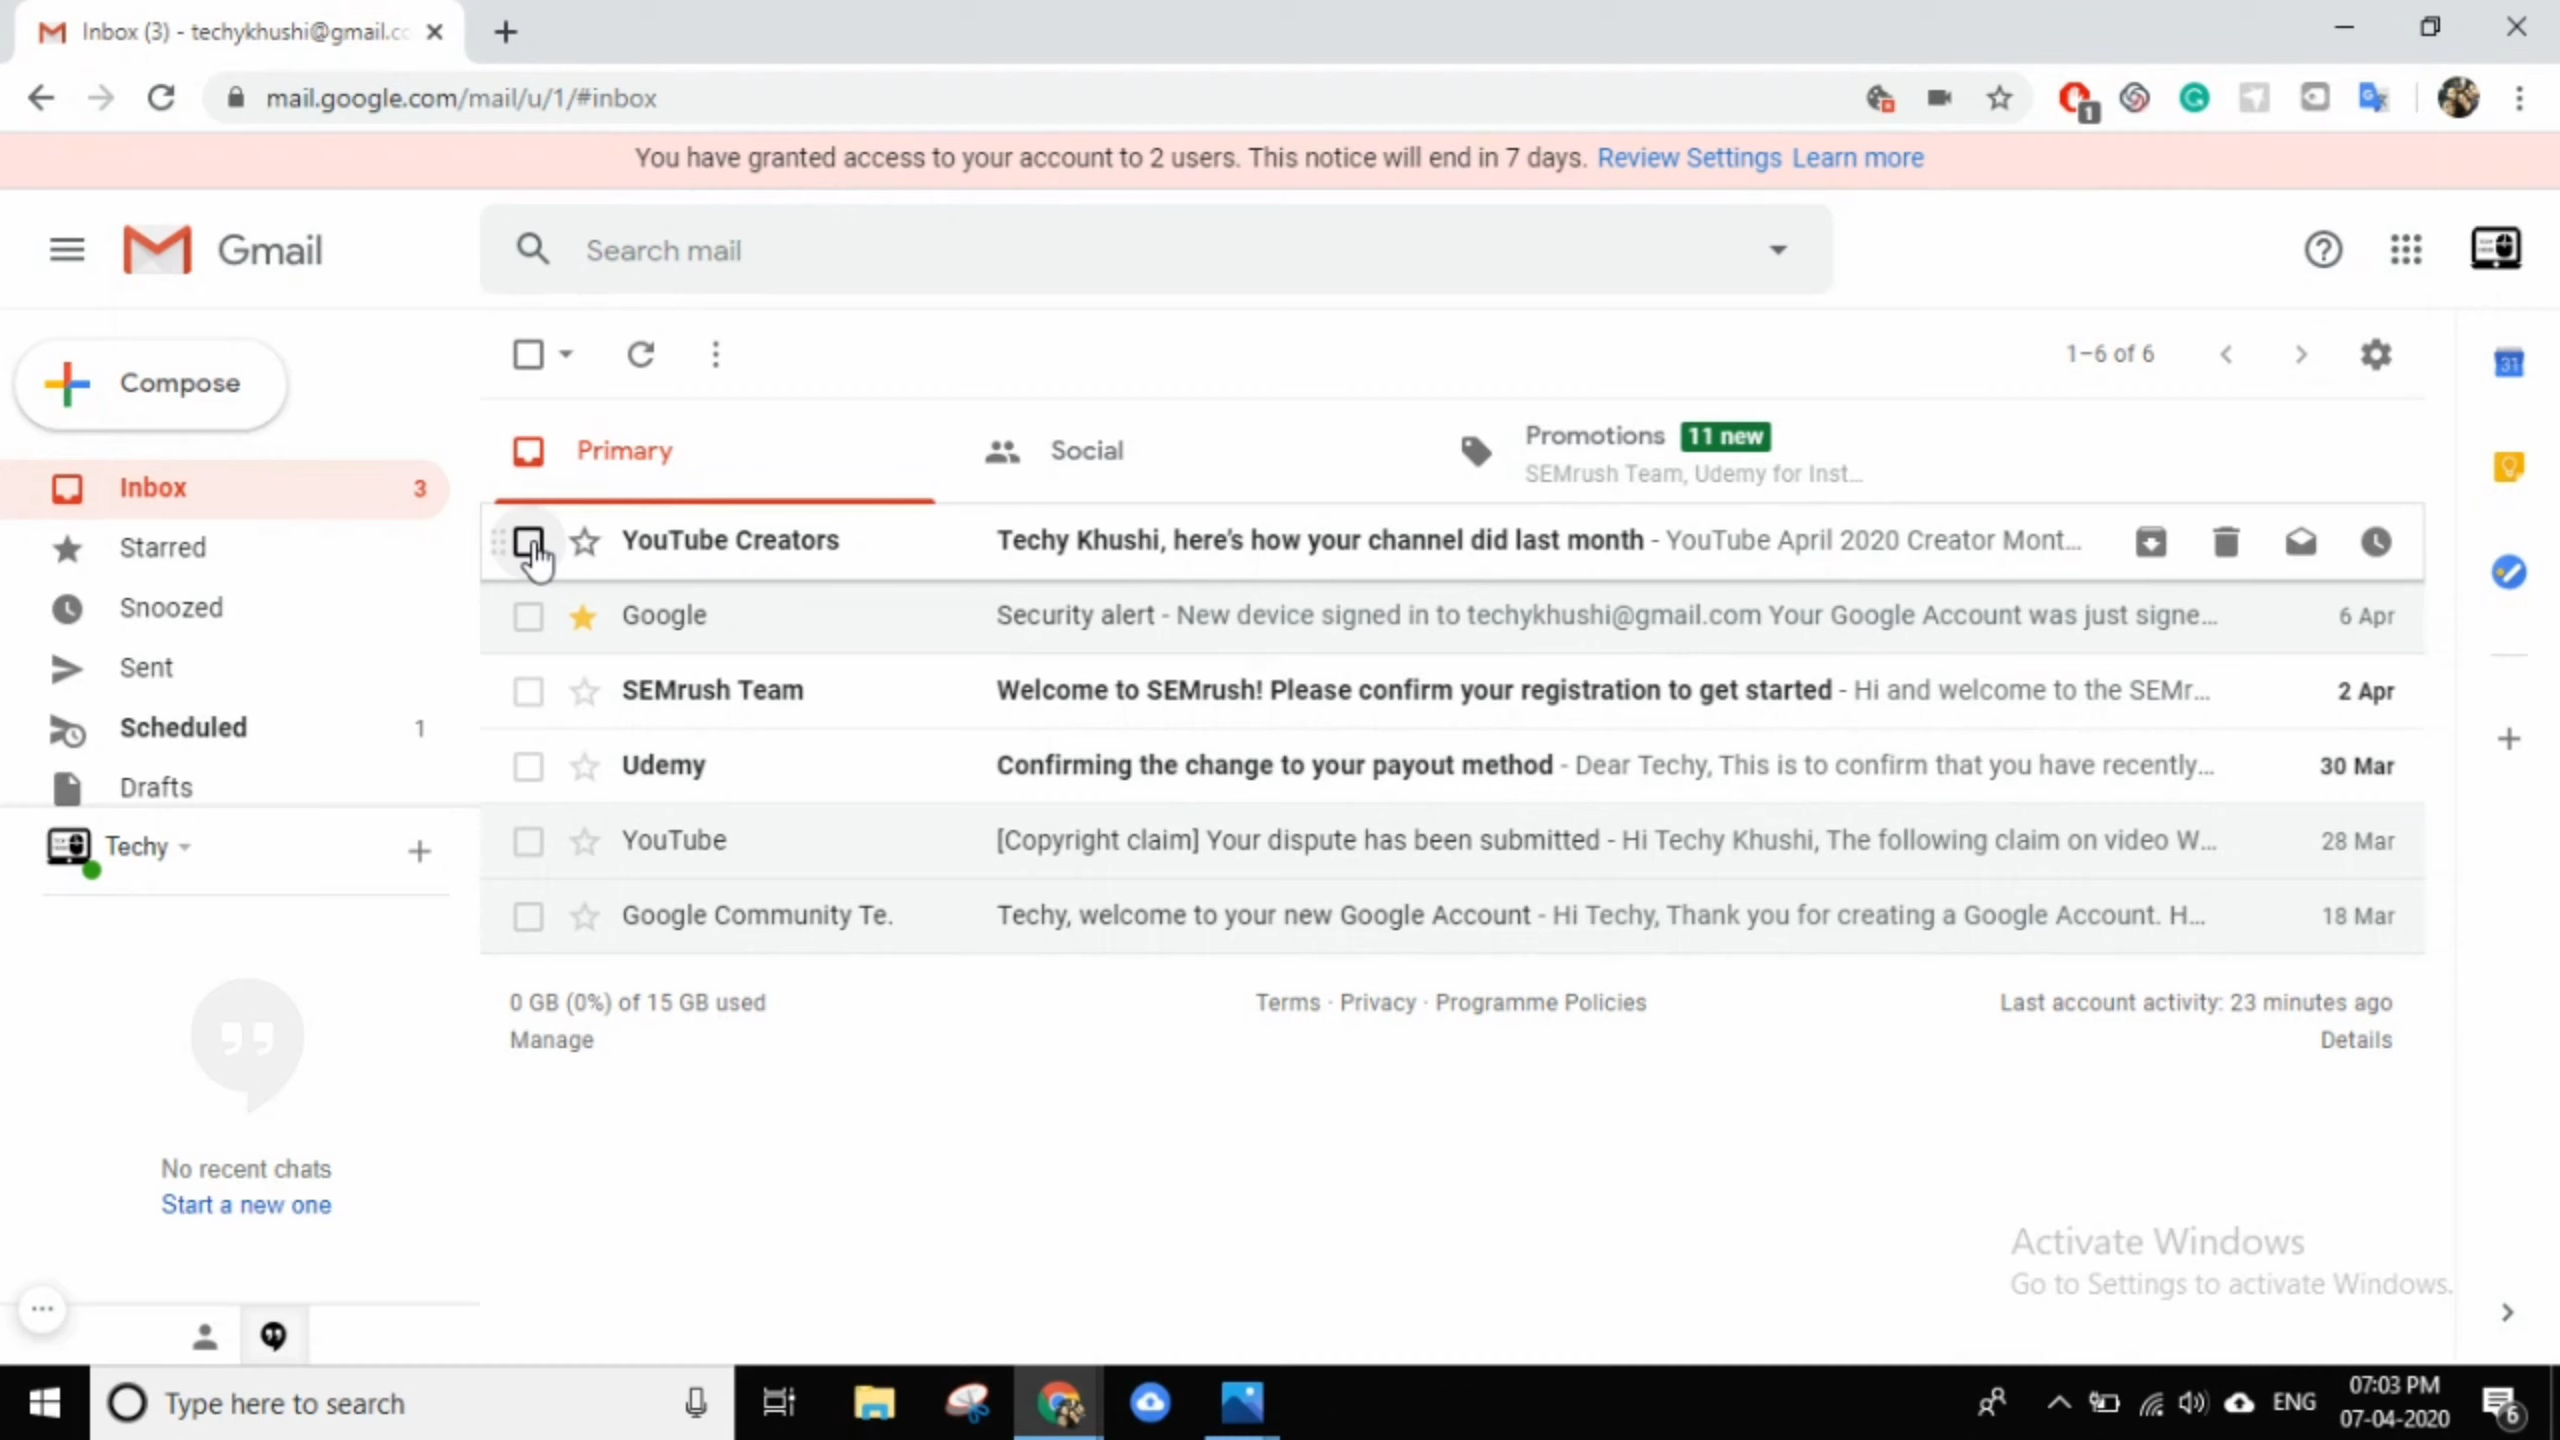 Inbox (3) - techykhushi@gmail.co
mail.google.com/mail/u/1/#inbox
1
You have granted access to your account to 2 users. This notice will end in 7 days. Review Settings Learn more
Gmail
Search mail
Compose
1–6 of 6
31
Primary
Social
Promotions 11 new
SEMrush Team, Udemy for Inst...
Inbox 3
Starred
Snoozed
Sent
Scheduled 1
Drafts
YouTube Creators Techy Khushi, here's how your channel did last month - YouTube April 2020 Creator Mont...
Google Security alert - New device signed in to techykhushi@gmail.com Your Google Account was just signe... 6 Apr
SEMrush Team Welcome to SEMrush! Please confirm your registration to get started - Hi and welcome to the SEMr... 2 Apr
Udemy Confirming the change to your payout method - Dear Techy, This is to confirm that you have recently... 30 Mar
YouTube [Copyright claim] Your dispute has been submitted - Hi Techy Khushi, The following claim on video W... 28 Mar
Google Community Te. Techy, welcome to your new Google Account - Hi Techy, Thank you for creating a Google Account. H... 18 Mar
Techy
0 GB (0%) of 15 GB used
Manage
Terms · Privacy · Programme Policies
Last account activity: 23 minutes ago
Details
No recent chats
Start a new one
Activate Windows
Go to Settings to activate Windows.
Type here to search
ENG
07:03 PM
07-04-2020
6